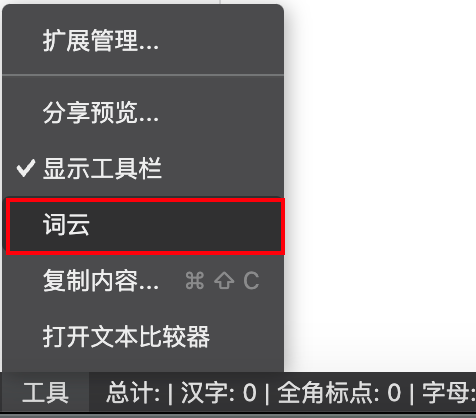 扩展管理...
分享预览...
✓ 显示工具栏
词云
复制内容... ⌘ ⇧ C
打开文本比较器
工具 总计: | 汉字: 0 | 全角标点: 0 | 字母: